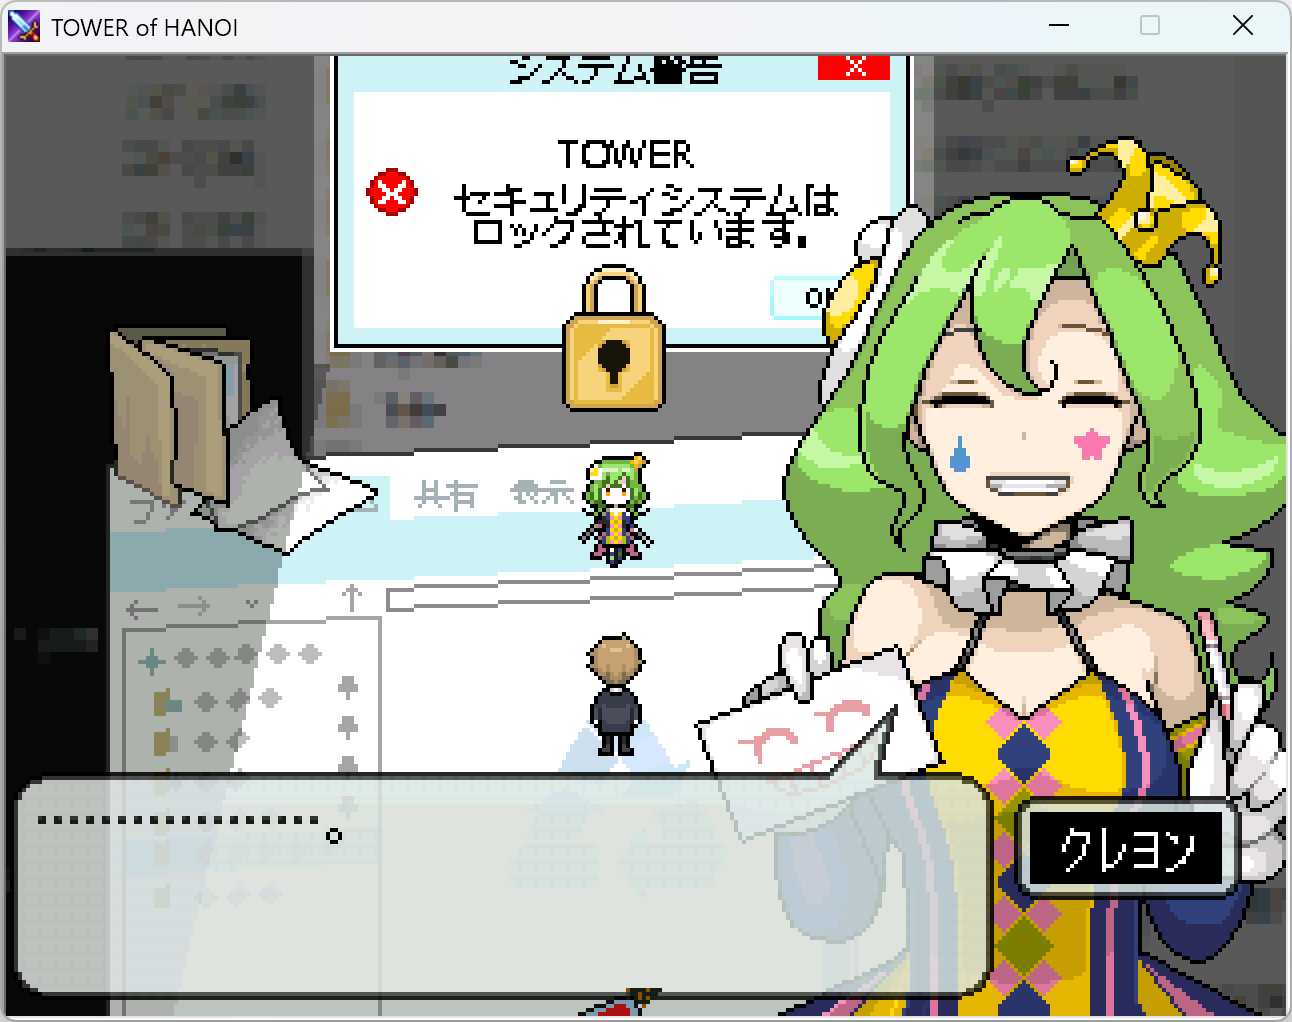 TOWER of HANOI
システム警告
TOWER
セキュリティシステムは
ロックされています。
共有 表示
..................。
クレヨン